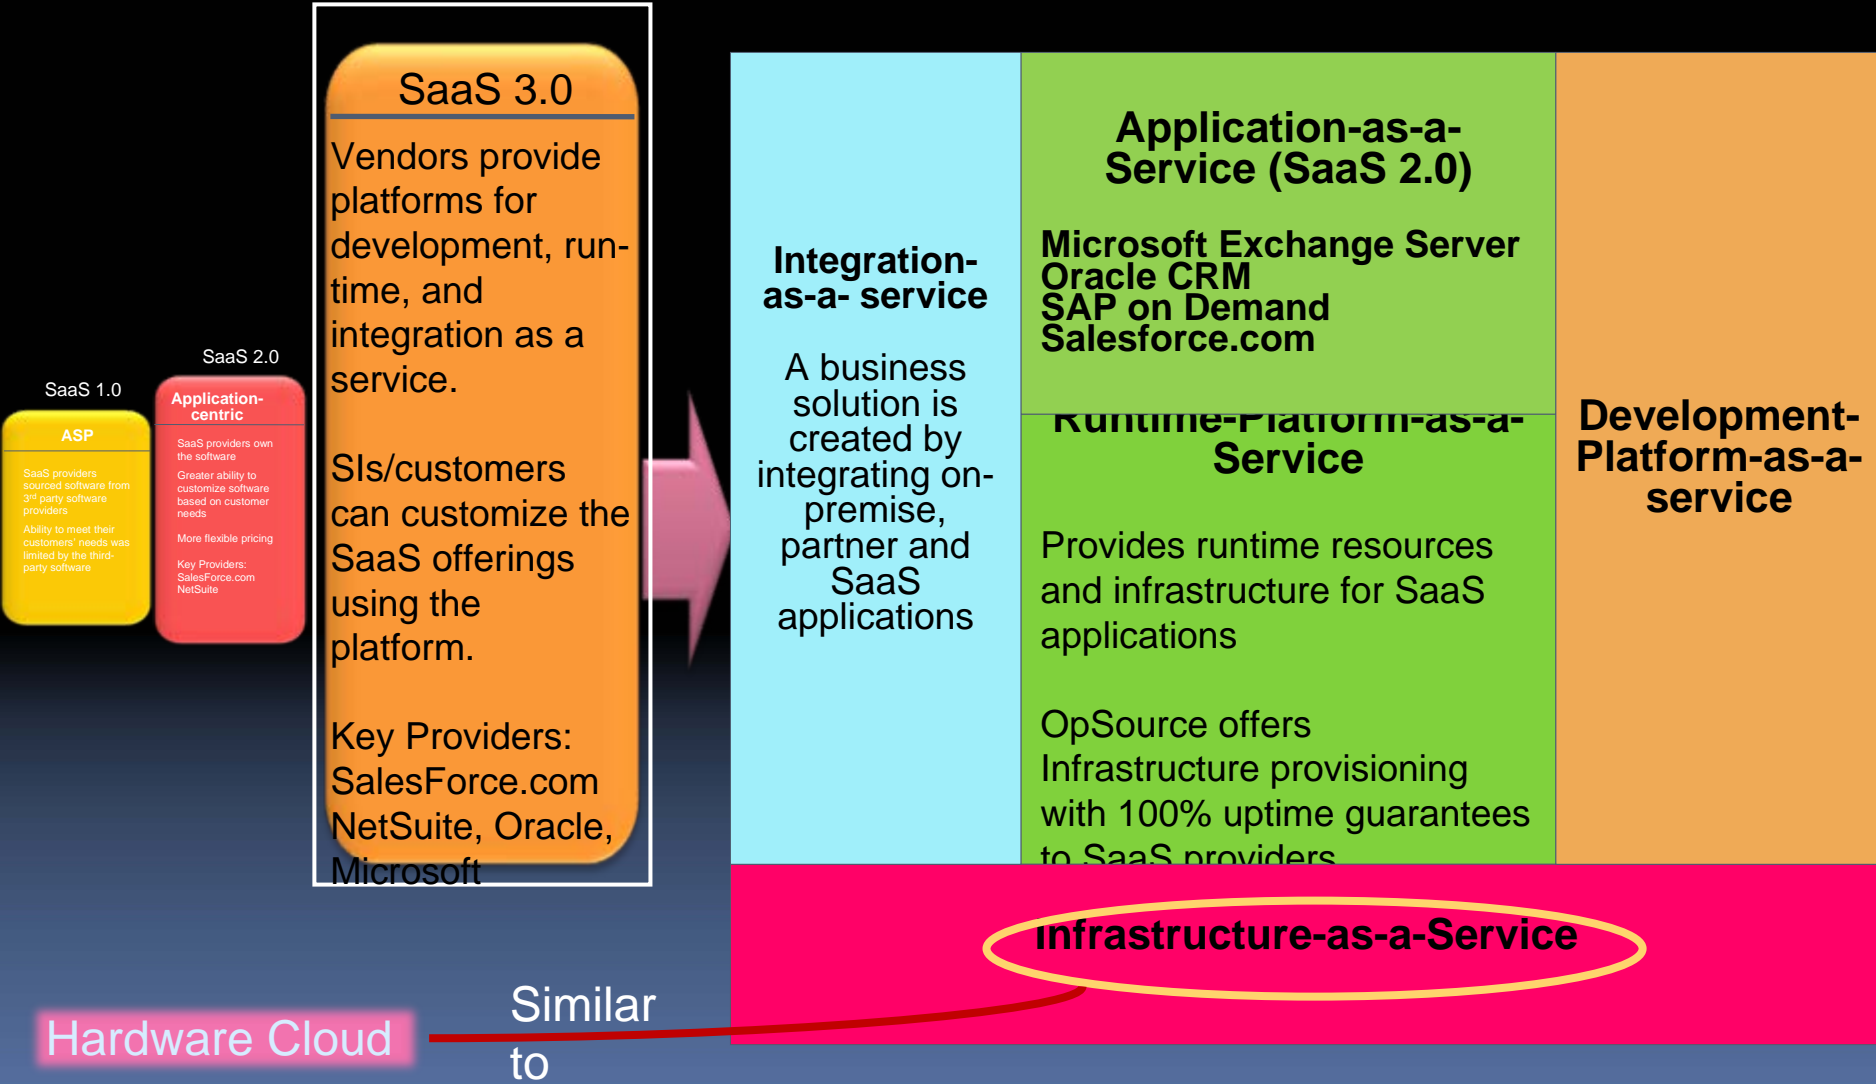 SaaS 1.0
ASP
SaaS providers
sourced software from
3rd party software
providers
Ability to meet their
customers' needs was
limited by the third-
party software
SaaS 2.0
Application-
centric
SaaS providers own
the software
Greater ability to
customize software
based on customer
needs
More flexible pricing
Key Providers:
SalesForce.com
NetSuite
SaaS 3.0
Vendors provide
platforms for
development, run-
time, and
integration as a
service.
SIs/customers
can customize the
SaaS offerings
using the
platform.
Key Providers:
SalesForce.com
NetSuite, Oracle,
Microsoft
Integration-
as-a- service
A business
solution is
created by
integrating on-
premise,
partner and
SaaS
applications
Application-as-a-
Service (SaaS 2.0)
Microsoft Exchange Server
Oracle CRM
SAP on Demand
Salesforce.com
Runtime-Platform-as-a-
Service
Provides runtime resources
and infrastructure for SaaS
applications
OpSource offers
Infrastructure provisioning
with 100% uptime guarantees
to SaaS providers
Development-
Platform-as-a-
service
Infrastructure-as-a-Service
Hardware Cloud
Similar
to